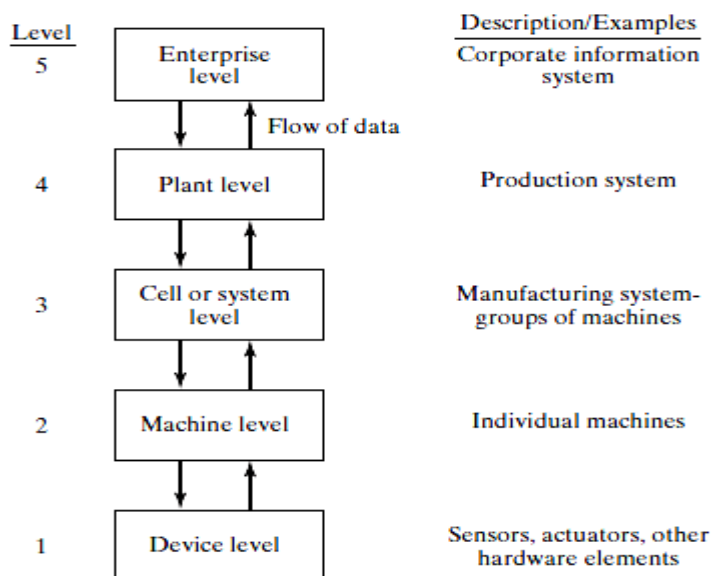 Level
Description/Examples
5
Enterprise
level
Corporate information
system
Flow of data
4
Plant level
Production system
3
Cell or system
level
Manufacturing system-
groups of machines
2
Machine level
Individual machines
1
Device level
Sensors, actuators, other
hardware elements